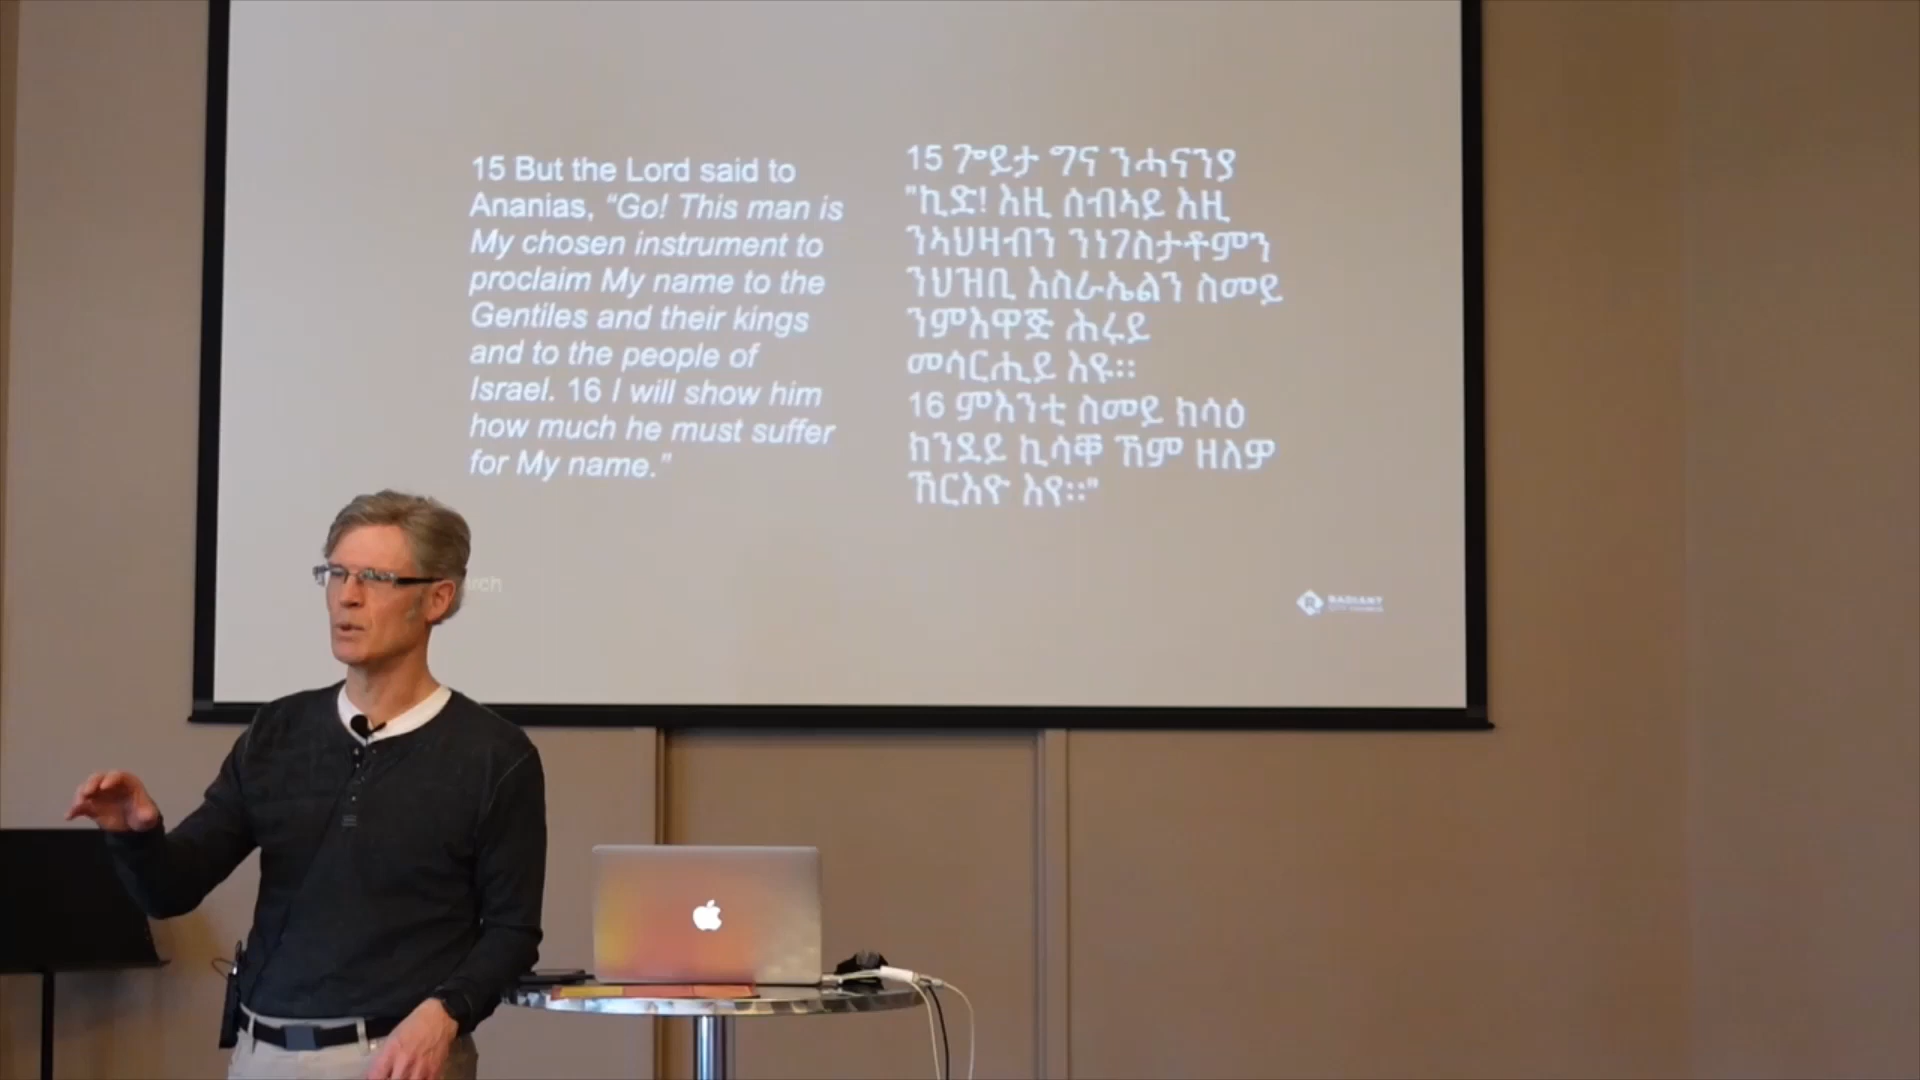 15 But the Lord said to
Ananias, “Go! This man is
My chosen instrument to
proclaim My name to the
Gentiles and their kings
and to the people of
Israel. 16 I will show him
how much he must suffer
for My name.”
15 ጐይታ ግና ንሓናንያ
"ኪድ! እዚ ሰብኣይ እዚ
ንኣህዛብን ንነገስታቶምን
ንህዝቢ እስራኤልን ስመይ
ንምእዋጅ ሕሩይ
መሳርሒይ እዩ።
16 ምእንቲ ስመይ ክሳዕ
ክንደይ ኪሳቐ ኸም ዘለዎ
ኸርእዮ እየ።"
RADIANT